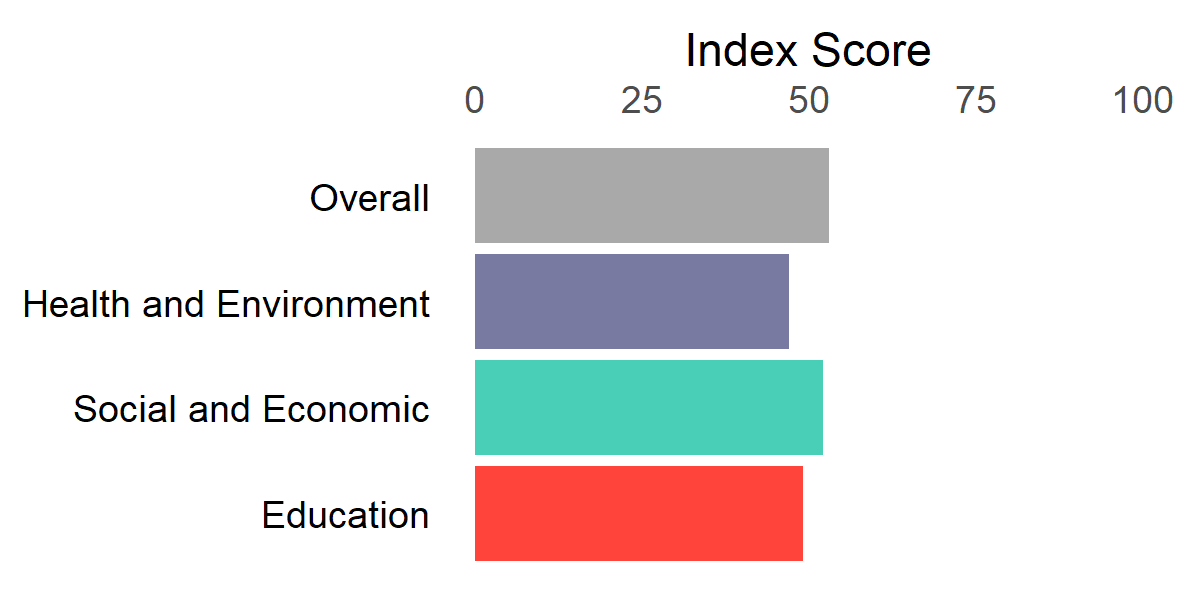 Index Score
0 25 50 75 100
Overall
Health and Environment
Social and Economic
Education